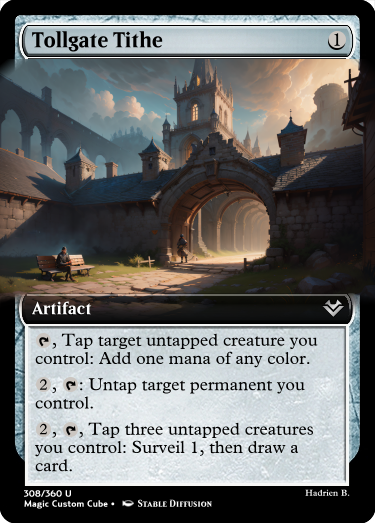 Tollgate Tithe 1
Artifact
, Tap target untapped creature you
control: Add one mana of any color.
2, : Untap target permanent you
control.
2, , Tap three untapped creatures
you control: Surveil 1, then draw a
card.
308/360 U Hadrien B.
Magic Custom Cube • Stable Diffusion